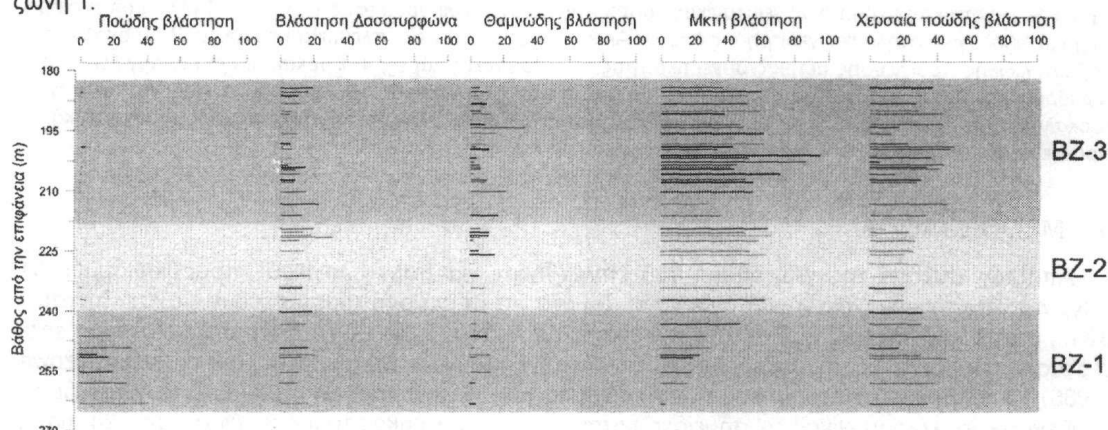 ζώνη 1.
Ποώδης βλάστηση Βλάστηση Δασοτυρφώνα Θαμνώδης βλάστηση Μκτή βλάστηση Χερσαία ποώδης βλάστηση
0 20 40 60 80 100 0 20 40 60 80 100 0 20 40 60 80 100 0 20 40 60 80 100 0 20 40 60 80 100
Βάθος από την επιφάνεια (m)
180
195
210
225
240
255
270
BZ-3
BZ-2
BZ-1